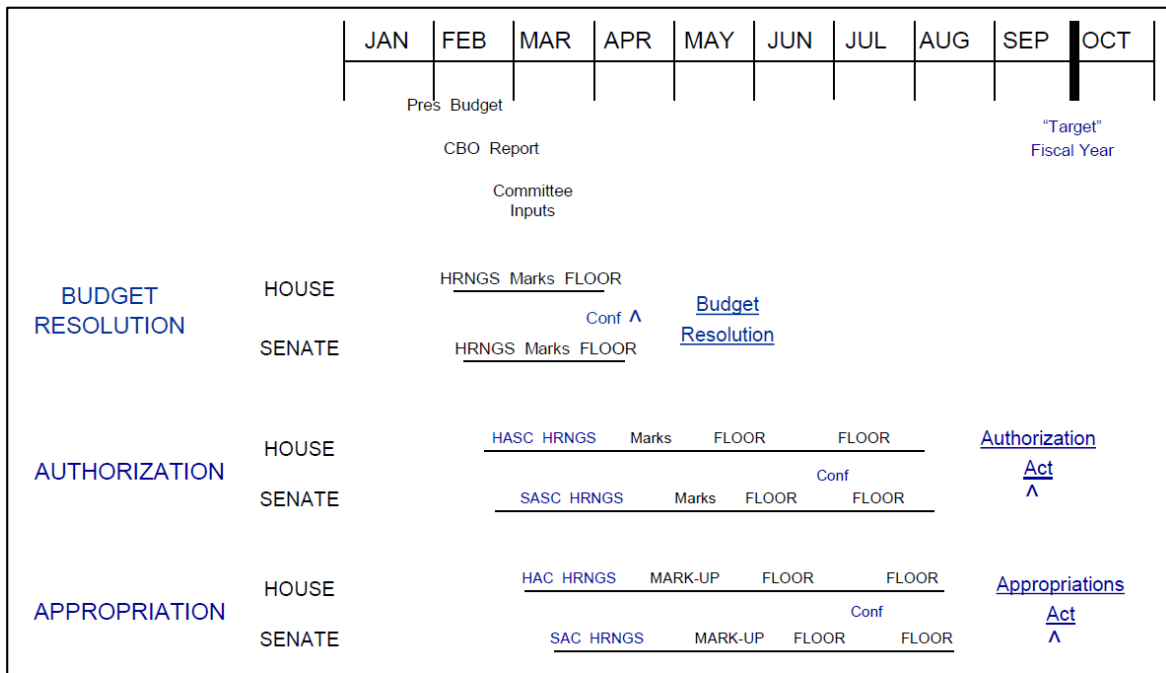 JAN FEB MAR APR MAY JUN JUL AUG SEP OCT
Pres Budget
"Target"
Fiscal Year
CBO Report
Committee
Inputs
BUDGET
RESOLUTION
HOUSE
HRNGS Marks FLOOR
Conf ^
Budget
Resolution
SENATE
HRNGS Marks FLOOR
AUTHORIZATION
HOUSE
HASC HRNGS Marks FLOOR FLOOR
Conf
SENATE
SASC HRNGS Marks FLOOR FLOOR
Authorization
Act
^
APPROPRIATION
HOUSE
HAC HRNGS MARK-UP FLOOR FLOOR
Conf
SENATE
SAC HRNGS MARK-UP FLOOR FLOOR
Appropriations
Act
^